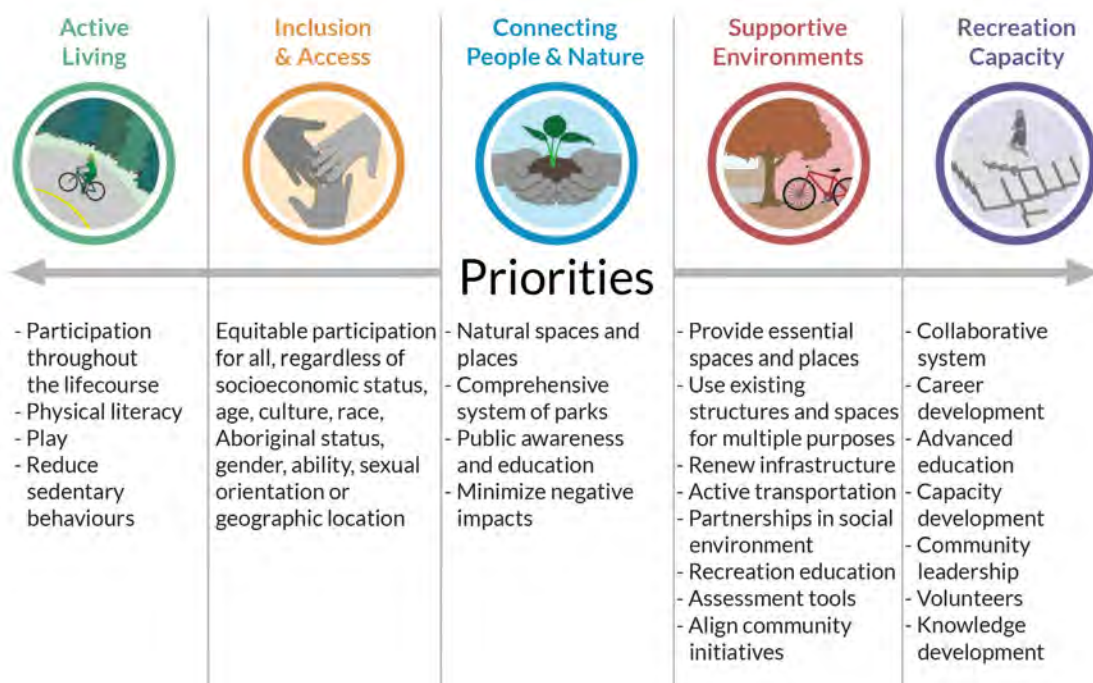 Active
Living
Inclusion
& Access
Connecting
People & Nature
Supportive
Environments
Recreation
Capacity
Priorities
- Participation
throughout
the lifecourse
- Physical literacy
- Play
- Reduce
sedentary
behaviours
Equitable participation
for all, regardless of
socioeconomic status,
age, culture, race,
Aboriginal status,
gender, ability, sexual
orientation or
geographic location
- Natural spaces and
places
- Comprehensive
system of parks
- Public awareness
and education
- Minimize negative
impacts
- Provide essential
spaces and places
- Use existing
structures and spaces
for multiple purposes
- Renew infrastructure
- Active transportation
- Partnerships in social
environment
- Recreation education
- Assessment tools
- Align community
initiatives
- Collaborative
system
- Career
development
- Advanced
education
- Capacity
development
- Community
leadership
- Volunteers
- Knowledge
development